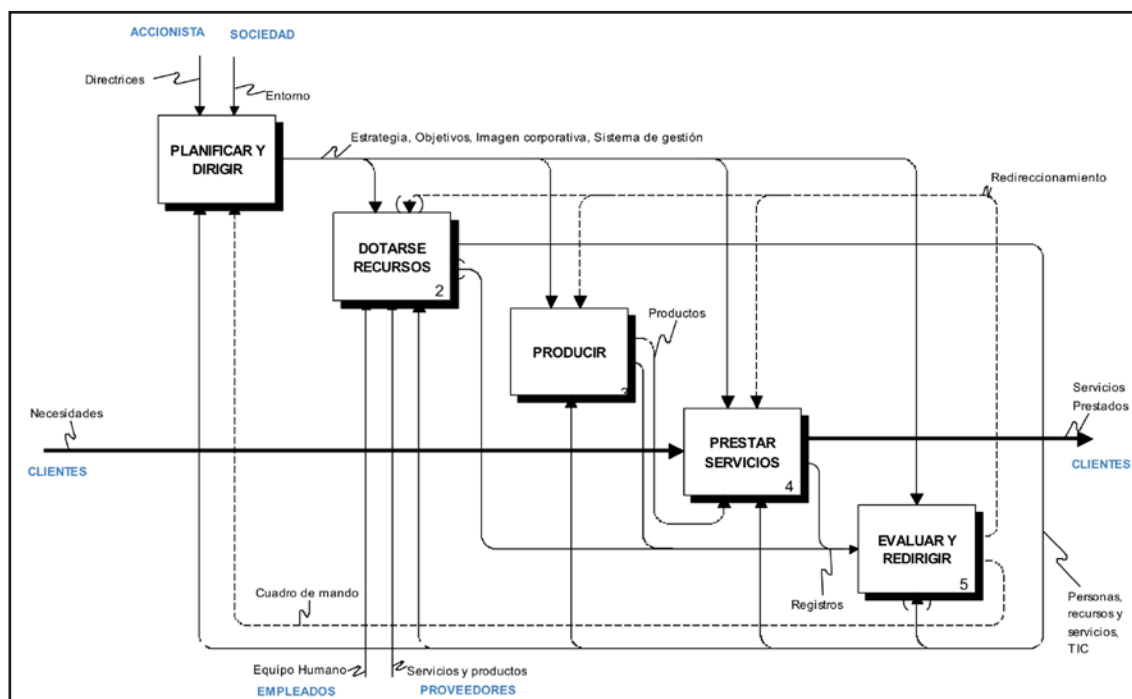 ACCIONISTA
SOCIEDAD
Directrices
Entorno
PLANIFICAR Y
DIRIGIR
Estrategia, Objetivos, Imagen corporativa, Sistema de gestión
Redireccionamiento
DOTARSE
RECURSOS
2
Productos
PRODUCIR
3
Necesidades
CLIENTES
PRESTAR
SERVICIOS
4
Servicios
Prestados
CLIENTES
EVALUAR Y
REDIRIGIR
5
Cuadro de mando
Registros
Personas,
recursos y
servicios,
TIC
Equipo Humano
EMPLEADOS
Servicios y productos
PROVEEDORES